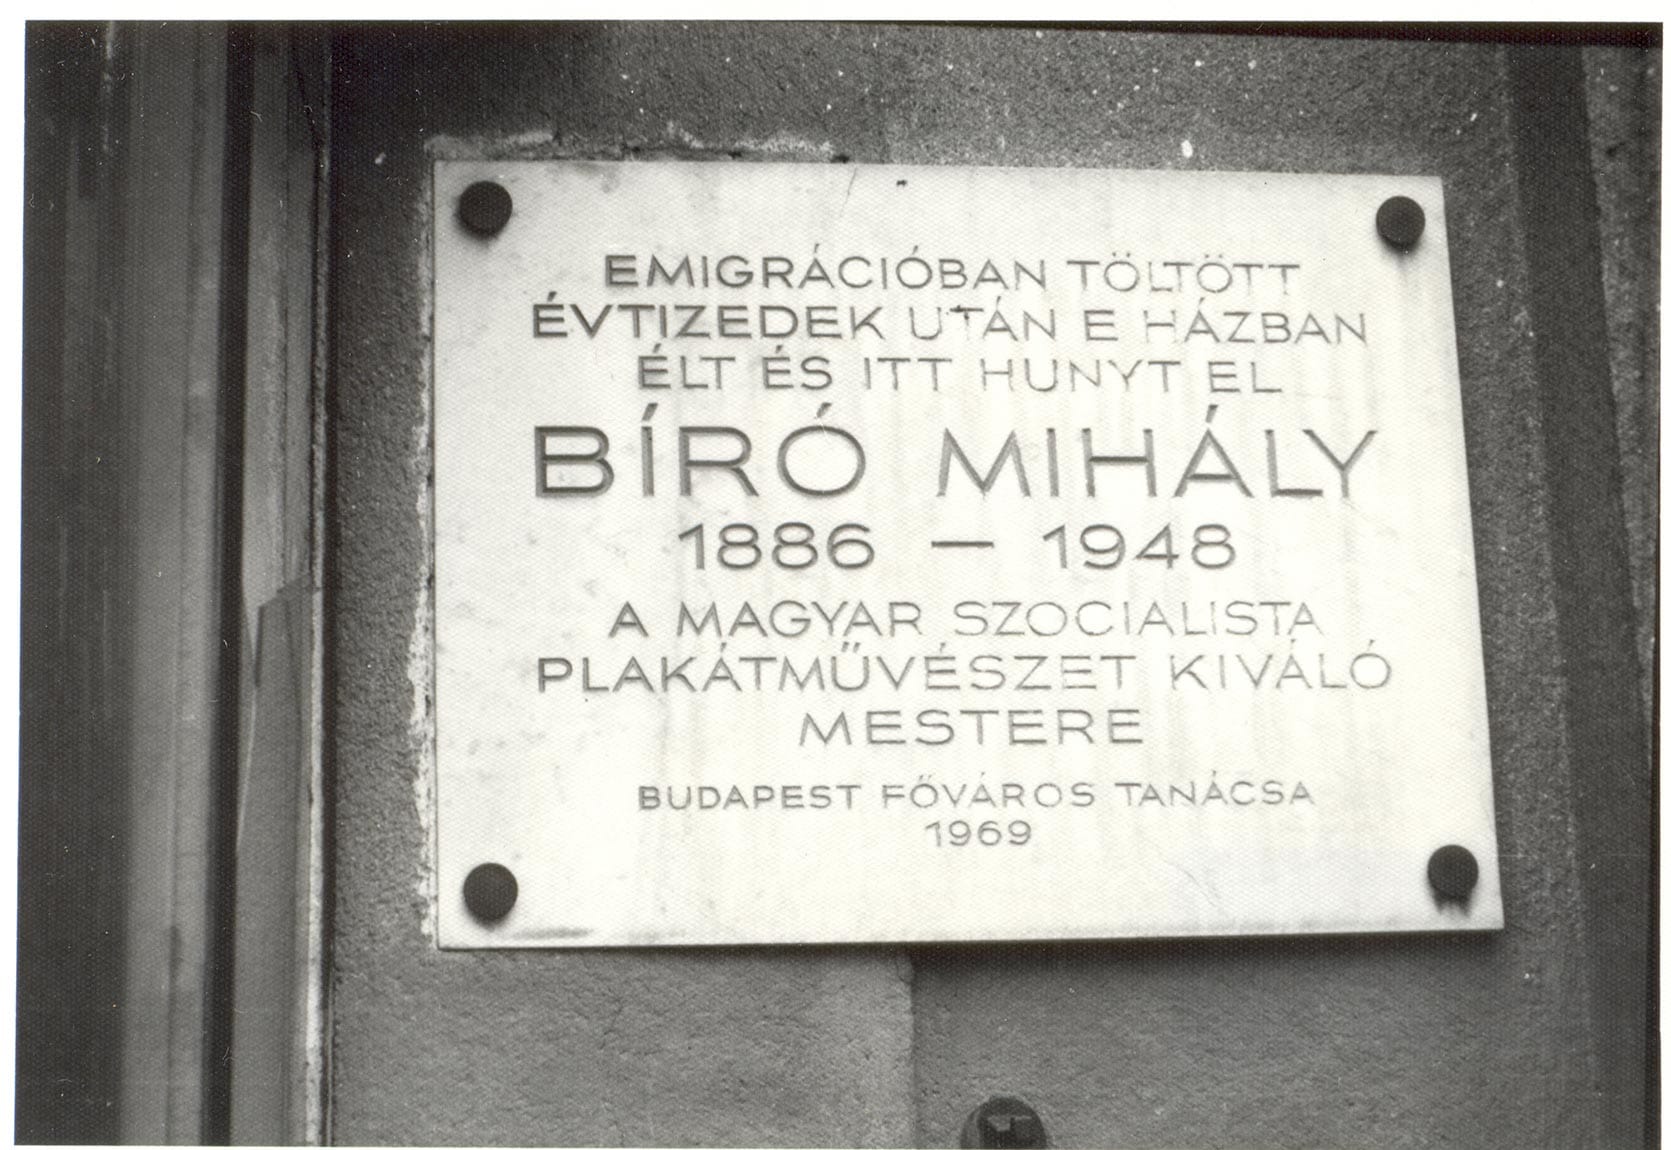 EMIGRÁCIÓBAN TÖLTÖTT
ÉVTIZEDEK UTÁN E HÁZBAN
ÉLT ÉS ITT HUNYT EL
BÍRÓ MIHÁLY
1886 – 1948
A MAGYAR SZOCIALISTA
PLAKÁTMŰVÉSZET KIVÁLÓ
MESTERE
BUDAPEST FŐVÁROS TANÁCSA
1969